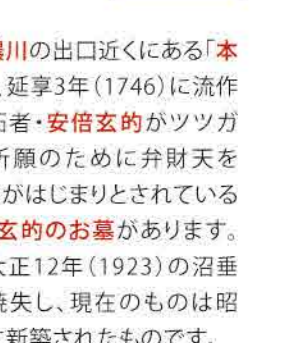 川の出口近くにある「本
、延享3年（1746）に流作
者・安倍玄的がツツガ
祈願のために弁財天を
がはじまりとされている
玄的のお墓があります。
大正12年（1923）の沼垂
焼失し、現在のものは昭
新築されたものです。